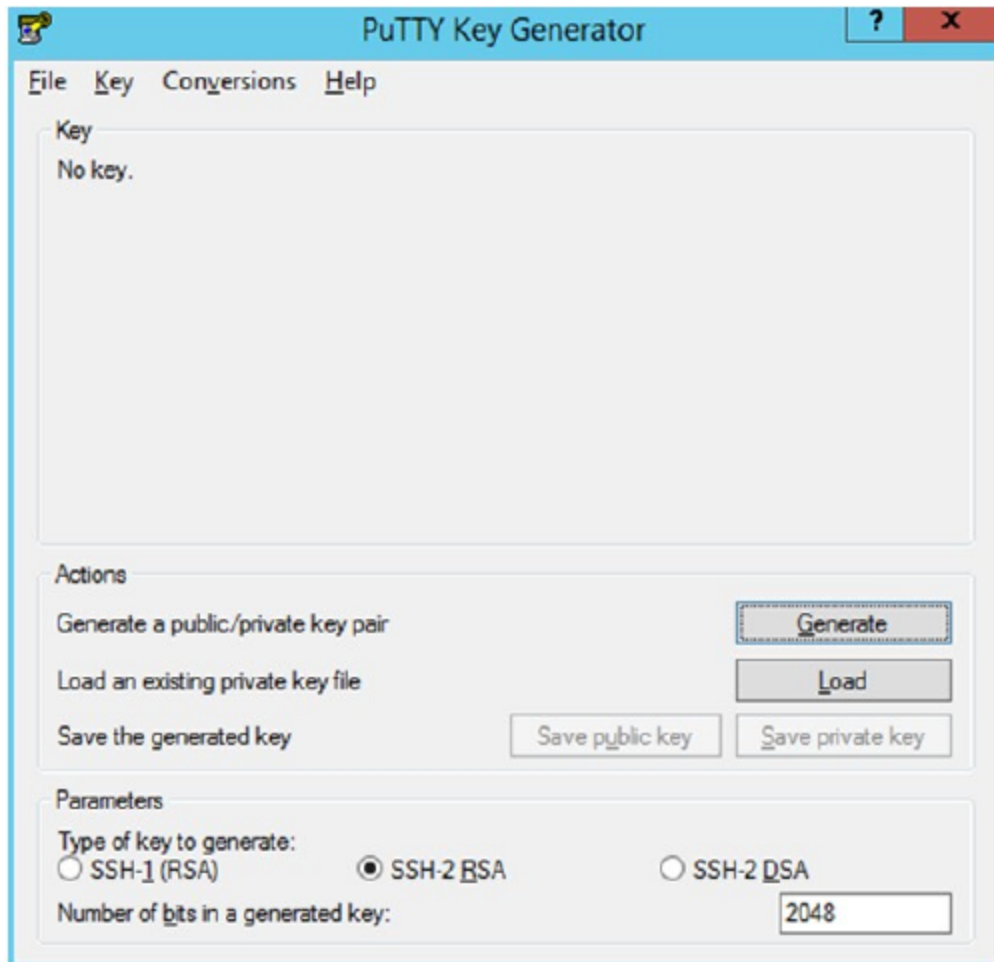 PuTTY Key Generator
?
x
File Key Conversions Help
Key
No key.
Actions
Generate a public/private key pair
Generate
Load an existing private key file
Load
Save the generated key
Save public key
Save private key
Parameters
Type of key to generate:
SSH-1 (RSA)
SSH-2 RSA
SSH-2 DSA
Number of bits in a generated key:
2048